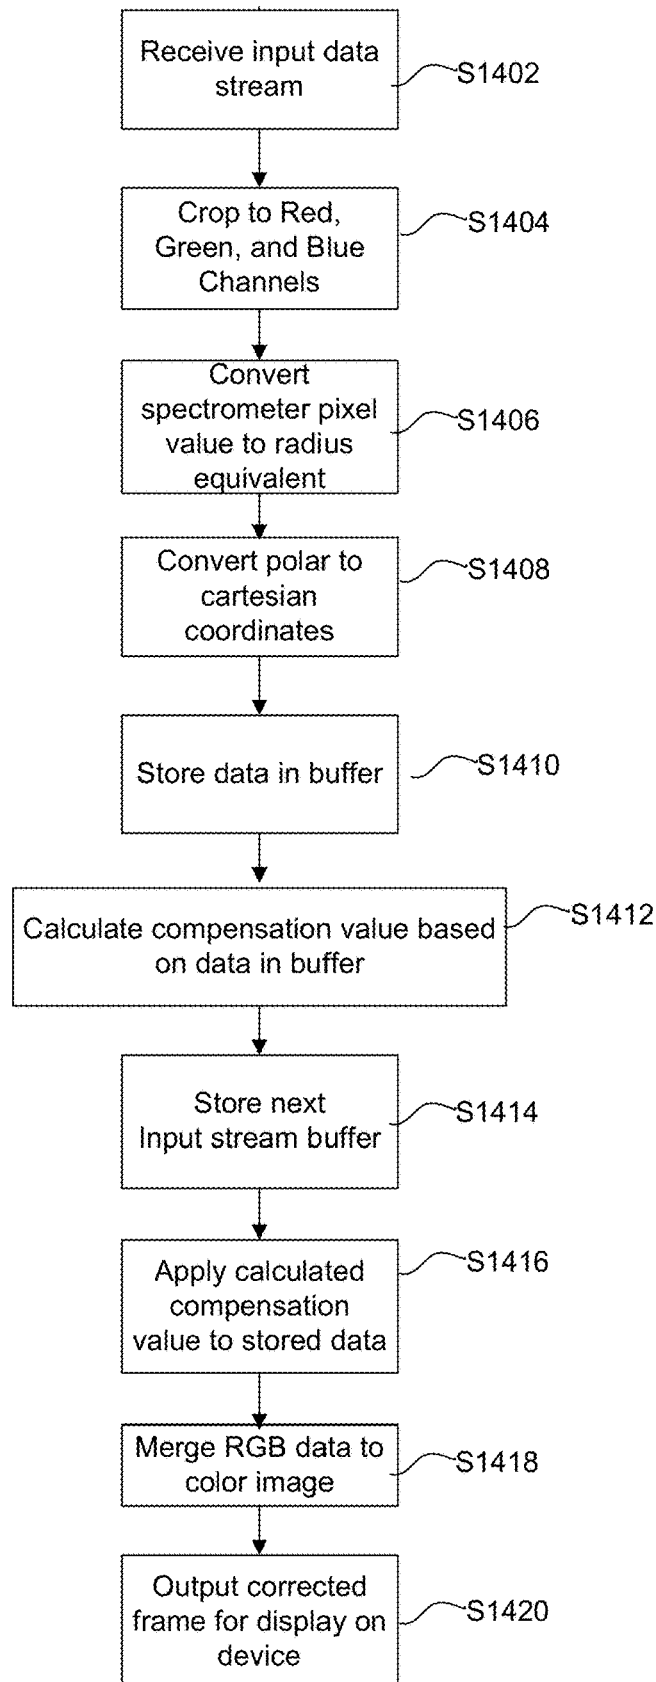 Receive input data
stream
S1402
Crop to Red,
Green, and Blue
Channels
S1404
Convert
spectrometer pixel
value to radius
equivalent
S1406
Convert polar to
cartesian
coordinates
S1408
Store data in buffer
S1410
Calculate compensation value based
on data in buffer
S1412
Store next
Input stream buffer
S1414
Apply calculated
compensation
value to stored data
S1416
Merge RGB data to
color image
S1418
Output corrected
frame for display on
device
S1420